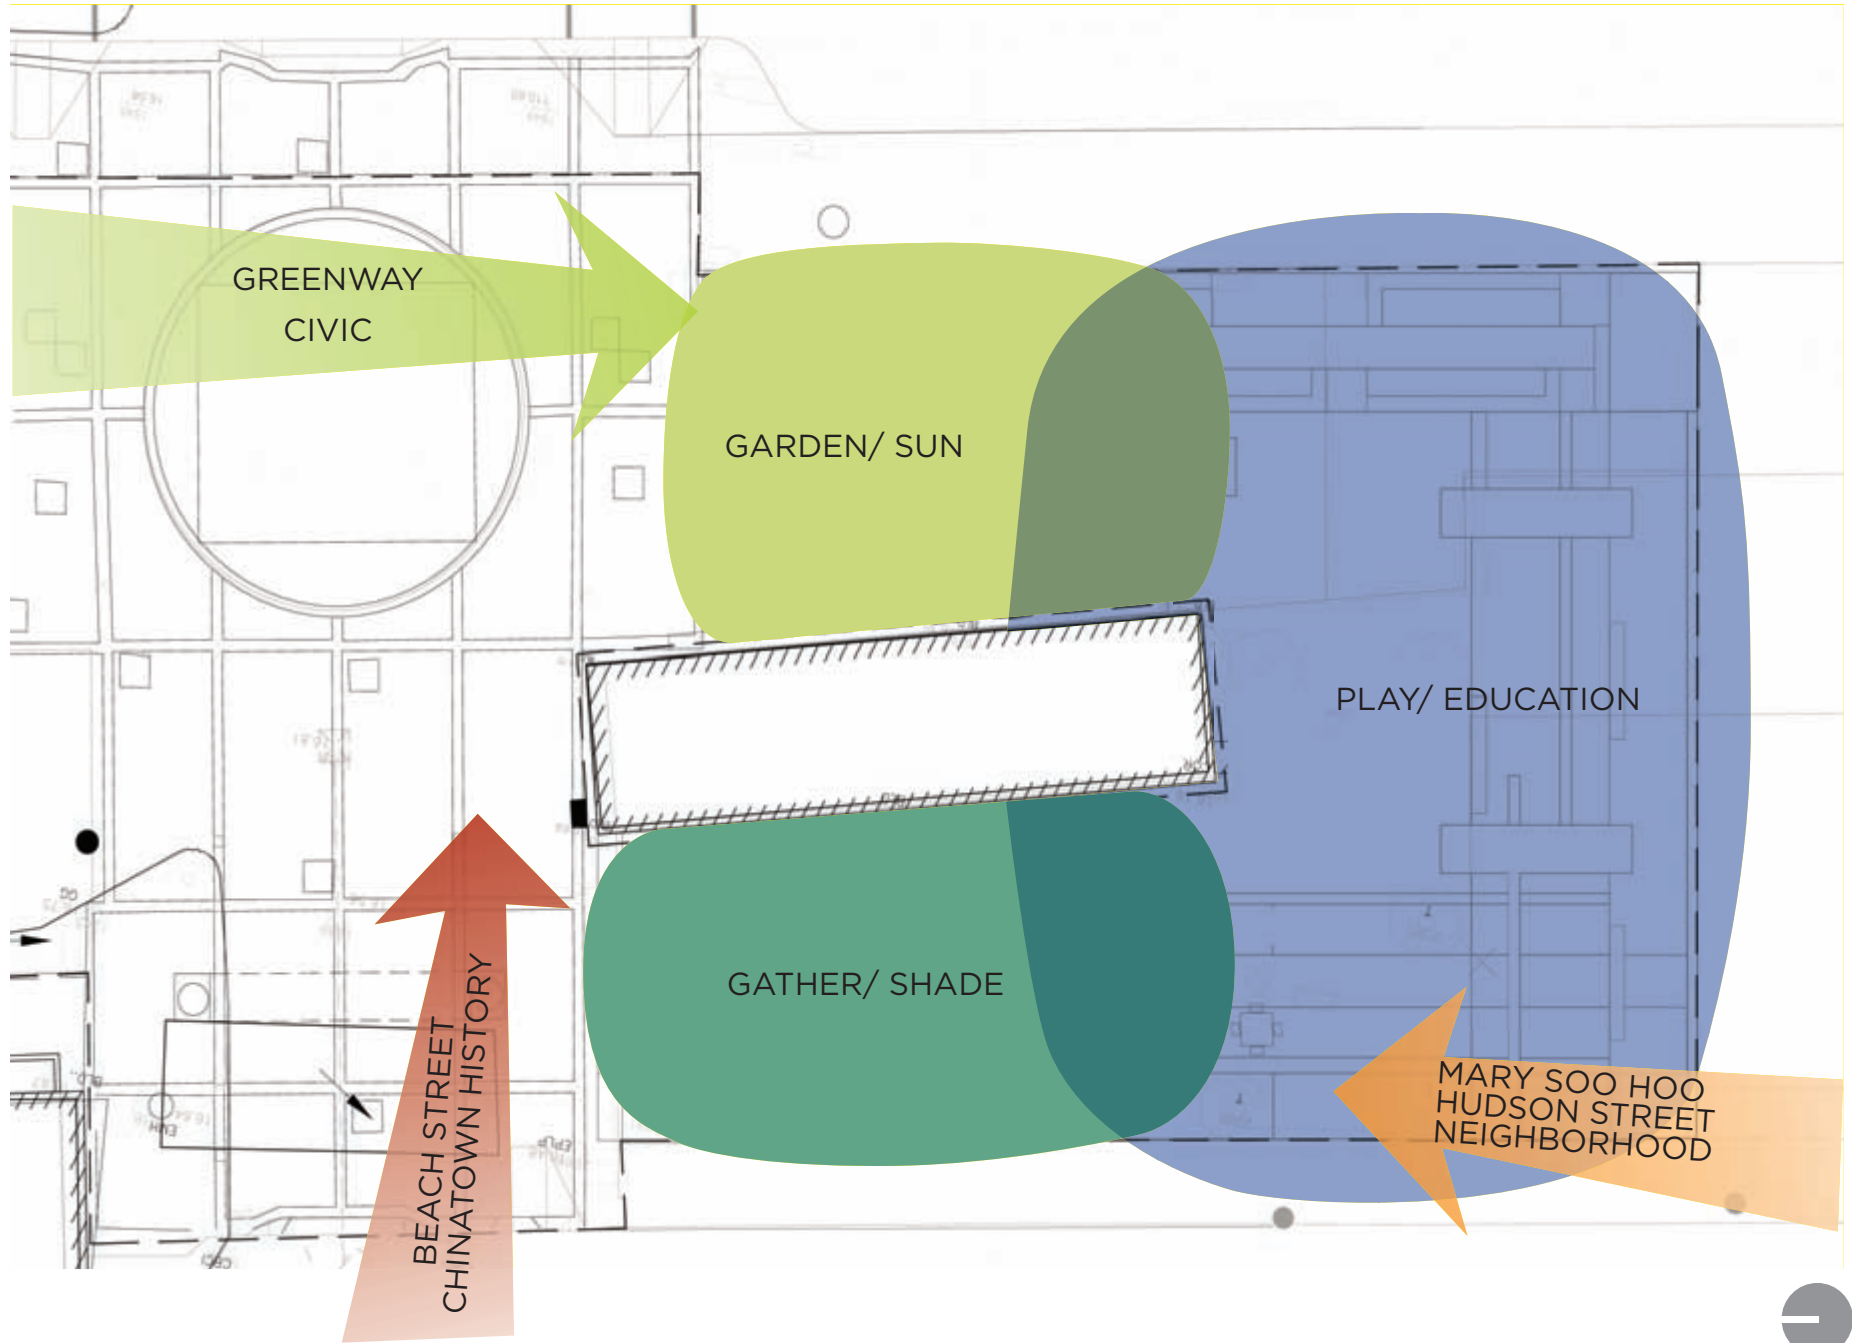 GREENWAY
CIVIC
GARDEN/ SUN
PLAY/ EDUCATION
GATHER/ SHADE
BEACH STREET
CHINATOWN HISTORY
MARY SOO HOO
HUDSON STREET
NEIGHBORHOOD